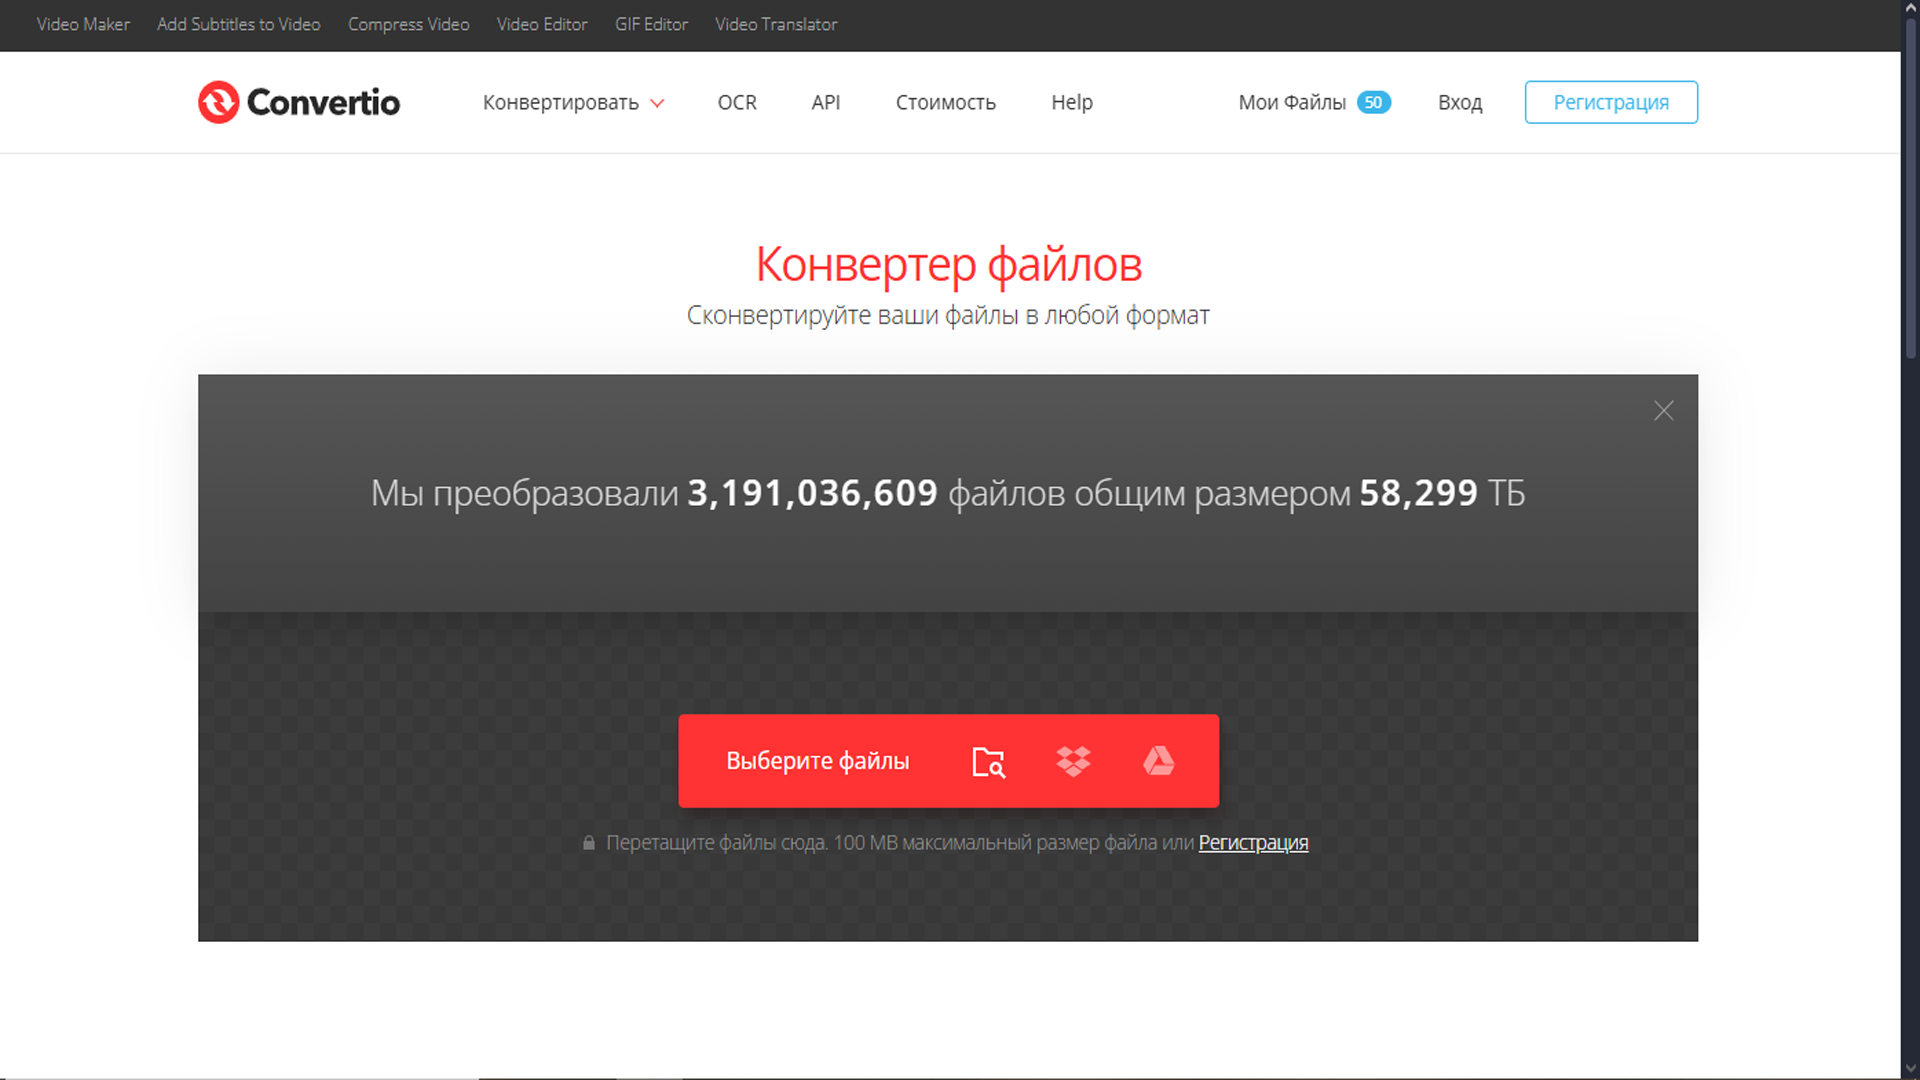 Video Maker Add Subtitles to Video Compress Video Video Editor GIF Editor Video Translator
Convertio Конвертировать OCR API Стоимость Help Мои Файлы 50 Вход Регистрация
Конвертер файлов
Сконвертируйте ваши файлы в любой формат
Мы преобразовали 3,191,036,609 файлов общим размером 58,299 ТБ
Выберите файлы
Перетащите файлы сюда. 100 MB максимальный размер файла или Регистрация